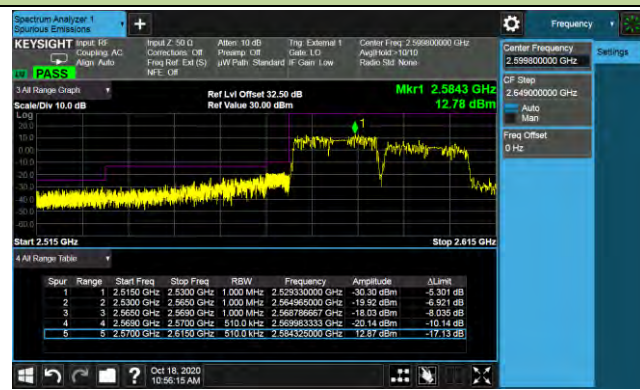 Spectrum Analyzer 1
Spurious Emissions
+
Frequency
KEYSIGHT Input: RF
Coupling: AC
Align: Auto
Input Z: 50 Ω
Corrections: Off
Freq Ref: Ext (S)
NFE: Off
Atten: 10 dB
Preamp: Off
µW Path: Standard
Trig: External 1
Gate: LO
IF Gain: Low
Center Freq: 2.599800000 GHz
Avg|Hold:>10/10
Radio Std: None
PASS
Center Frequency
2.599800000 GHz
Settings
CF Step
2.649000000 GHz
Auto
Man
Freq Offset
0 Hz
3 All Range Graph
Scale/Div 10.0 dB
Ref Lvl Offset 32.50 dB
Ref Value 30.00 dBm
Mkr1 2.5843 GHz
12.78 dBm
Log
20.0
10.0
0.00
-10.0
-20.0
-30.0
-40.0
-50.0
-60.0
1
Start 2.515 GHz
Stop 2.615 GHz
4 All Range Table
Spur Range Start Freq Stop Freq RBW Frequency Amplitude ΔLimit
1 1 2.5150 GHz 2.5300 GHz 1.000 MHz 2.529330000 GHz -30.30 dBm -5.301 dB
2 2 2.5300 GHz 2.5650 GHz 1.000 MHz 2.564965000 GHz -19.92 dBm -6.921 dB
3 3 2.5650 GHz 2.5690 GHz 1.000 MHz 2.568786667 GHz -18.03 dBm -8.035 dB
4 4 2.5690 GHz 2.5700 GHz 510.0 kHz 2.569983333 GHz -20.14 dBm -10.14 dB
5 5 2.5700 GHz 2.6150 GHz 510.0 kHz 2.584325000 GHz 12.87 dBm -17.13 dB
?
Oct 18, 2020
10:56:15 AM